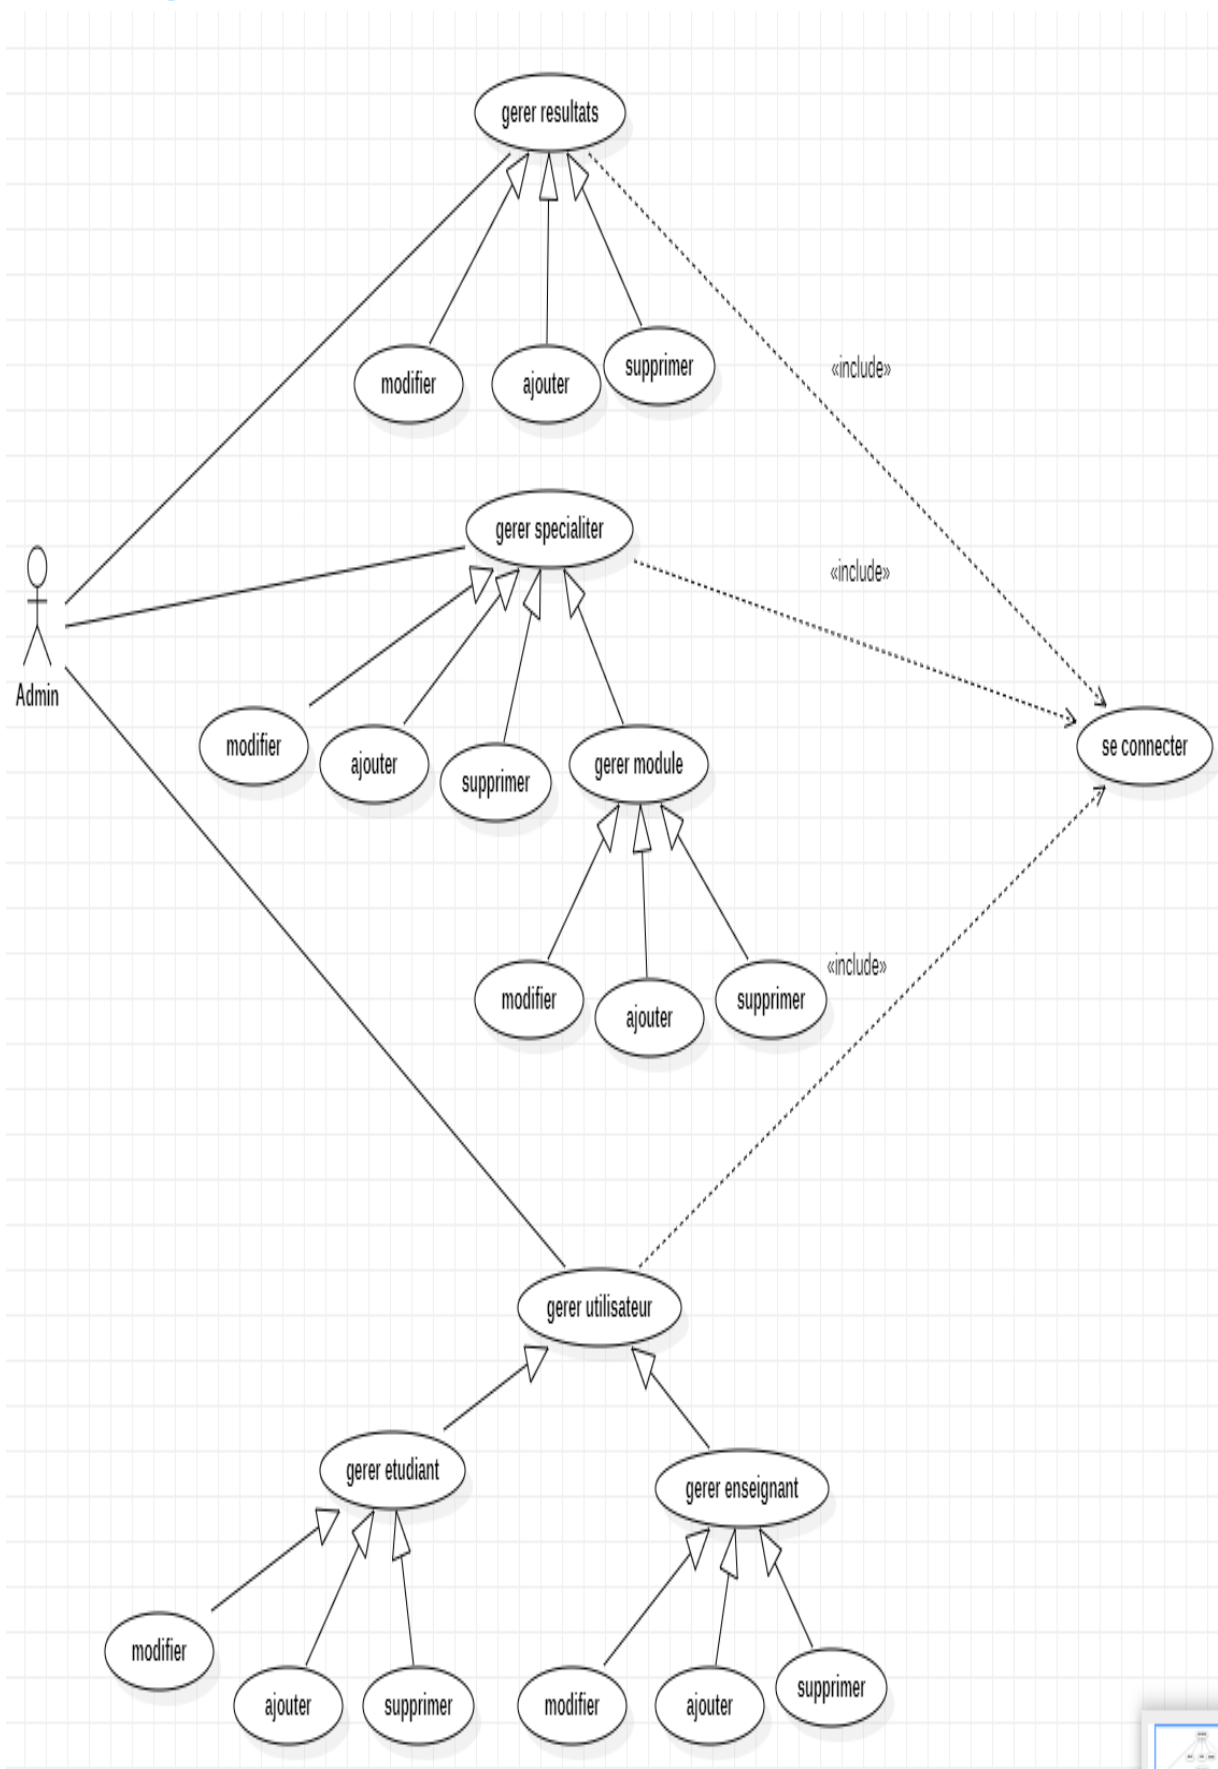 gerer resultats
modifier
ajouter
supprimer
«include»
gerer specialiter
«include»
Admin
modifier
ajouter
supprimer
gerer module
se connecter
modifier
ajouter
supprimer
«include»
gerer utilisateur
gerer etudiant
gerer enseignant
modifier
ajouter
supprimer
modifier
ajouter
supprimer